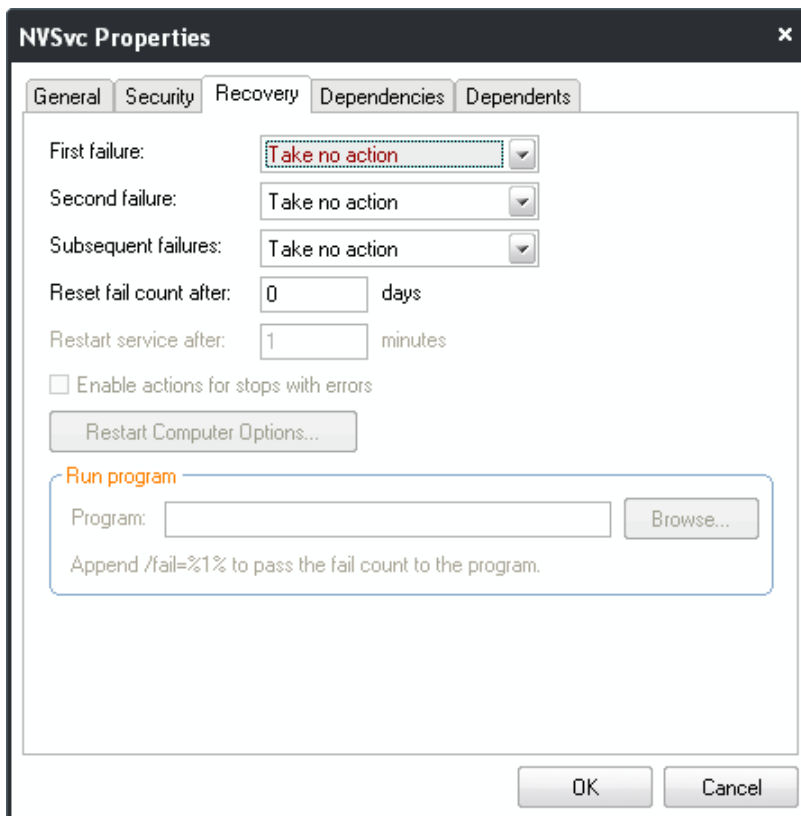 NVSvc Properties
General Security Recovery Dependencies Dependents
First failure: Take no action
Second failure: Take no action
Subsequent failures: Take no action
Reset fail count after: 0 days
Restart service after: 1 minutes
Enable actions for stops with errors
Restart Computer Options...
Run program
Program: Browse...
Append /fail=%1% to pass the fail count to the program.
OK Cancel